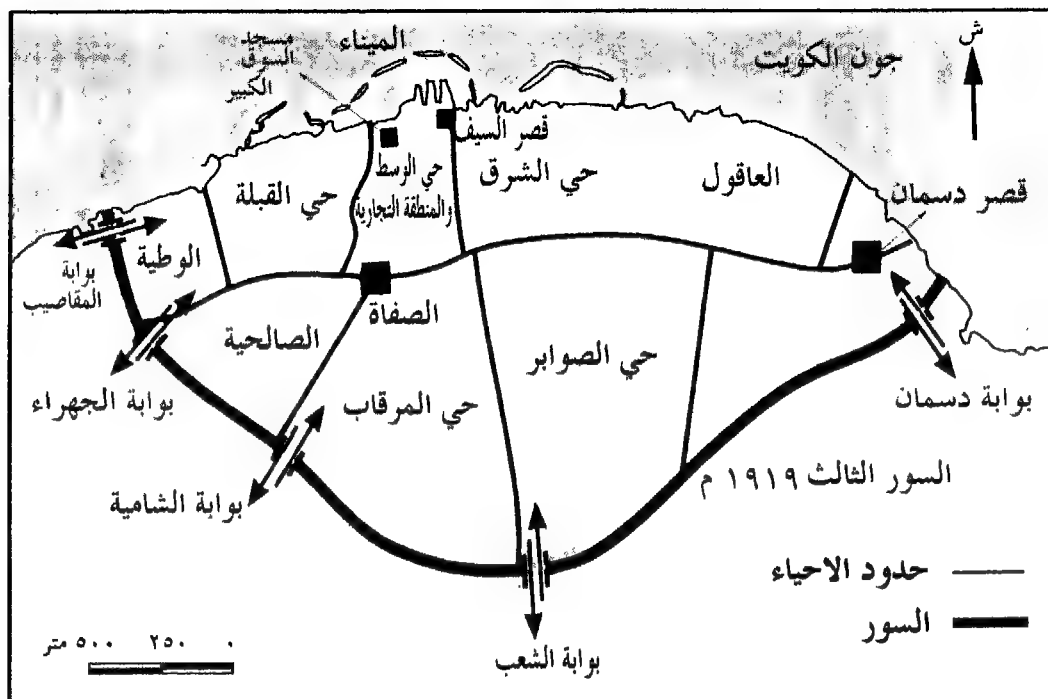 ش
جون الكويت
الميناء
مسجد
السوق
الكبير
قصر السيف
حي الوسط
والمنطقة التجارية
حي الشرق
العاقول
قصر دسمان
حي القبلة
الوطية
بوابة
المقاصيب
الصفاة
الصالحية
حي الصوابر
حي المرقاب
بوابة الجهراء
بوابة دسمان
بوابة الشامية
السور الثالث ١٩١٩ م
حدود الاحياء
السور
بوابة الشعب
٠ ٢٥٠ ٥٠٠ متر